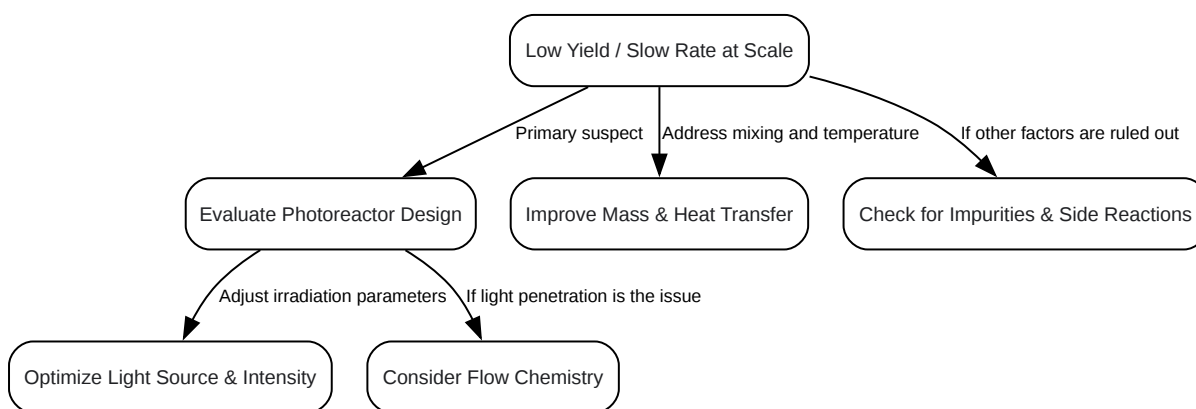 Low Yield / Slow Rate at Scale
Primary suspect
Address mixing and temperature
If other factors are ruled out
Evaluate Photoreactor Design
Improve Mass & Heat Transfer
Check for Impurities & Side Reactions
Adjust irradiation parameters
If light penetration is the issue
Optimize Light Source & Intensity
Consider Flow Chemistry